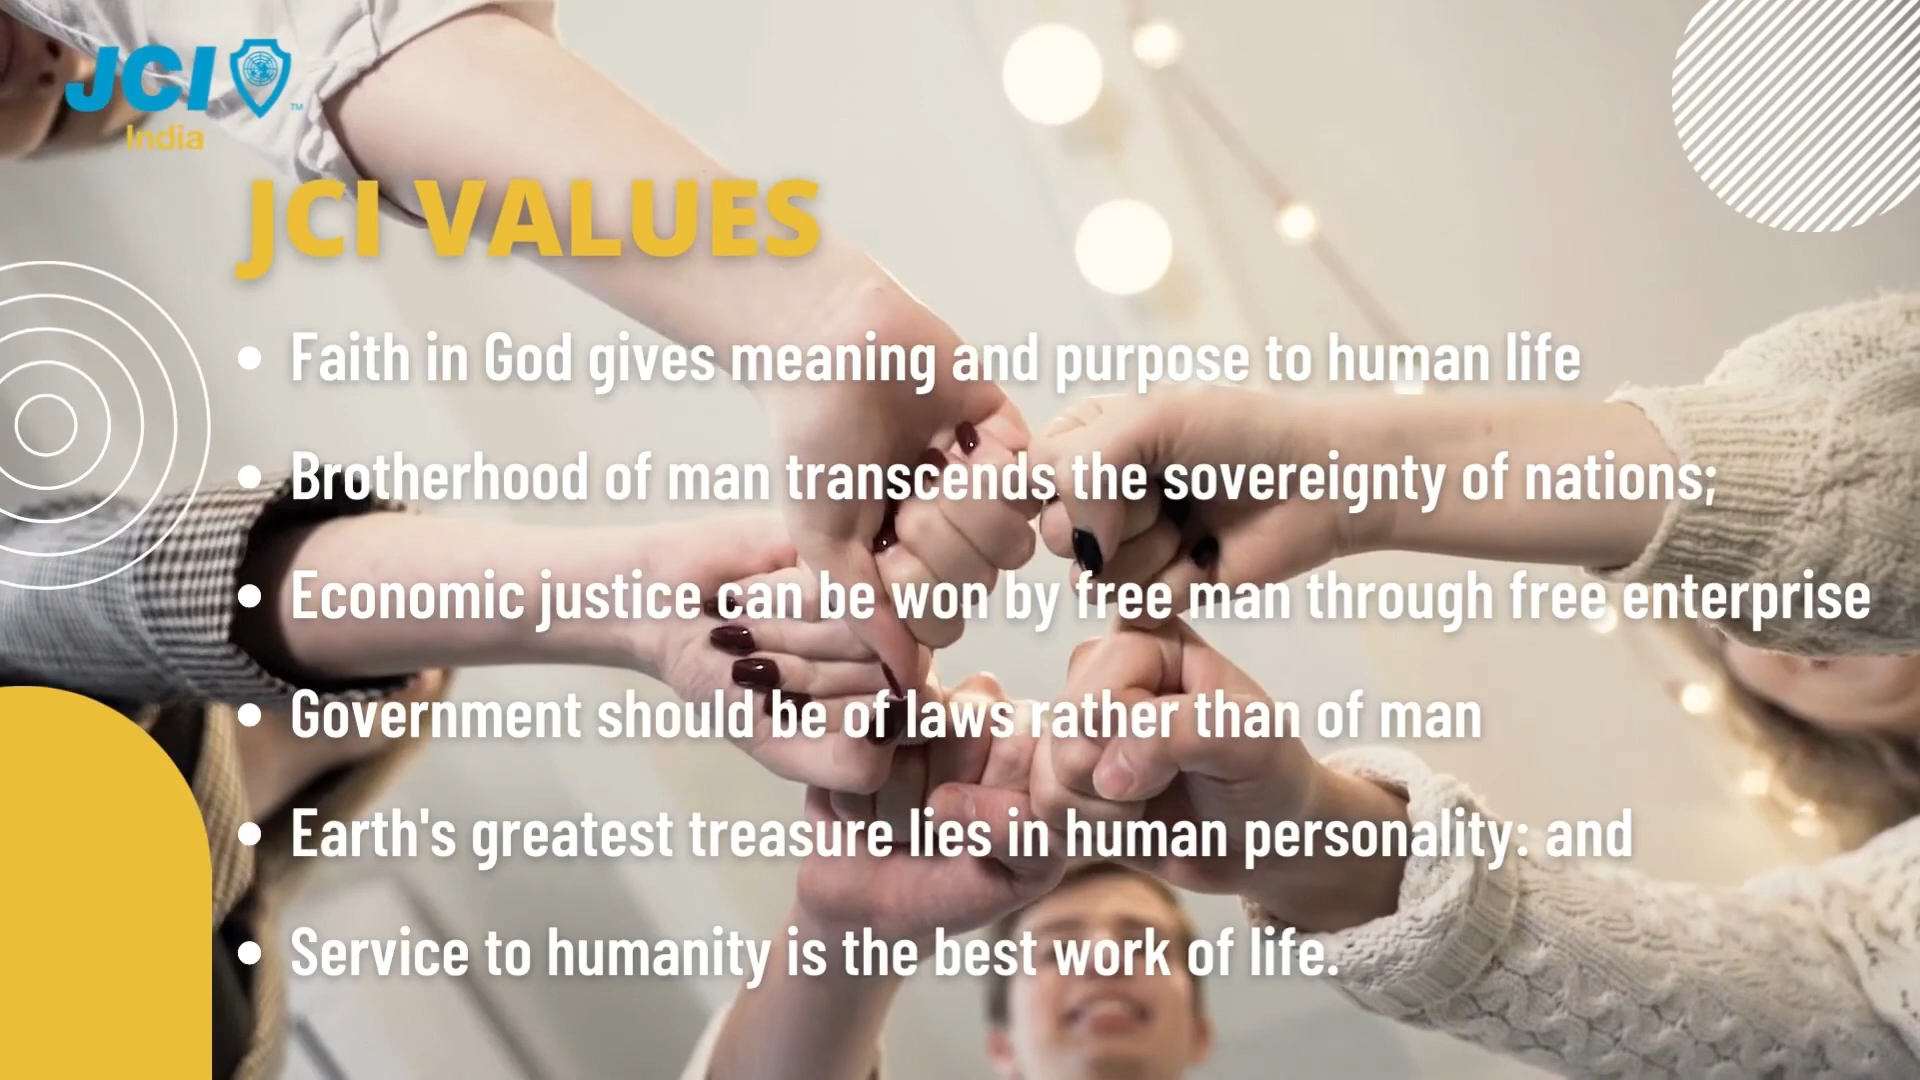 JCI
TM
India
JCI VALUES
• Faith in God gives meaning and purpose to human life
• Brotherhood of man transcends the sovereignty of nations;
• Economic justice can be won by free man through free enterprise
• Government should be of laws rather than of man
• Earth's greatest treasure lies in human personality: and
• Service to humanity is the best work of life.